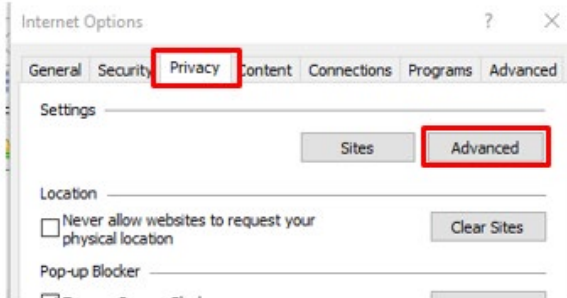 Internet Options ?
General Security Privacy Content Connections Programs Advanced
Settings
Sites Advanced
Location
Never allow websites to request your
physical location
Clear Sites
Pop-up Blocker